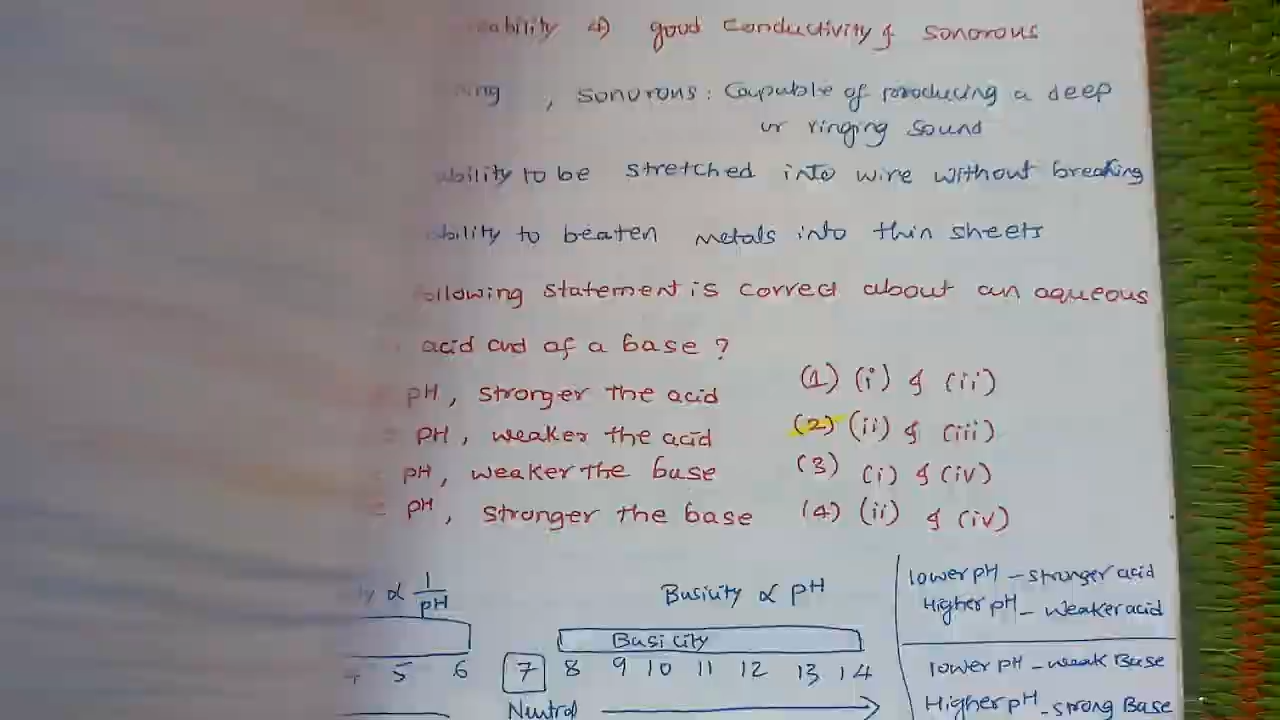 4) good conductivity & sonorous
, sonorous : Capable of producing a deep
or ringing sound
ability to be stretched into wire without breaking
ability to beaten metals into thin sheets
following statement is correct about an aqueous
acid and of a base ?
pH, stronger the acid (1) (i) & (iii)
pH, weaker the acid (2) (ii) & (iii)
pH, weaker the base (3) (i) & (iv)
pH, stronger the base (4) (ii) & (iv)
∝ 1/pH Basicity ∝ pH
lower pH - stronger acid
Higher pH - weaker acid
Basicity
5 6 7 8 9 10 11 12 13 14
Neutral
lower pH - weak Base
Higher pH - strong Base